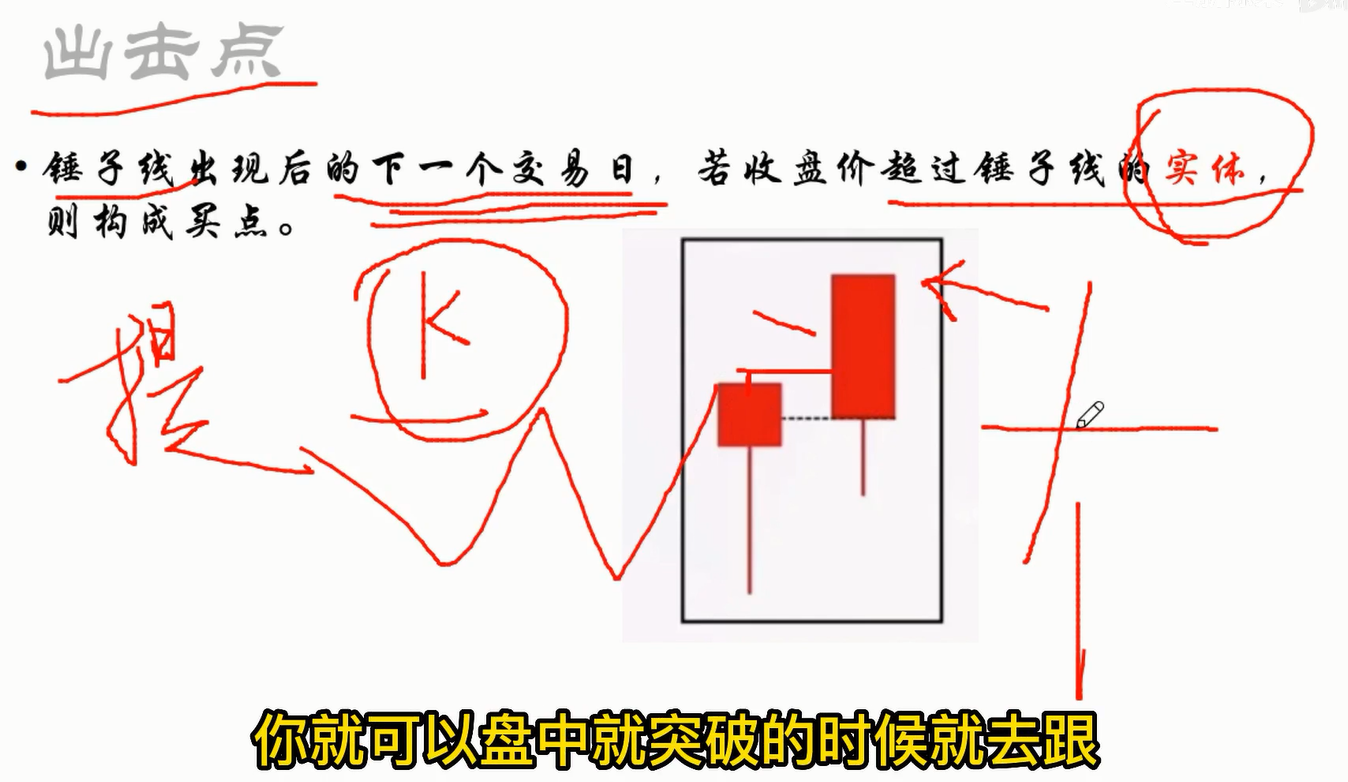 出击点
• 锤子线出现后的下一个交易日，若收盘价超过锤子线的实体，
则构成买点。
K
提
你就可以盘中就突破的时候就去跟